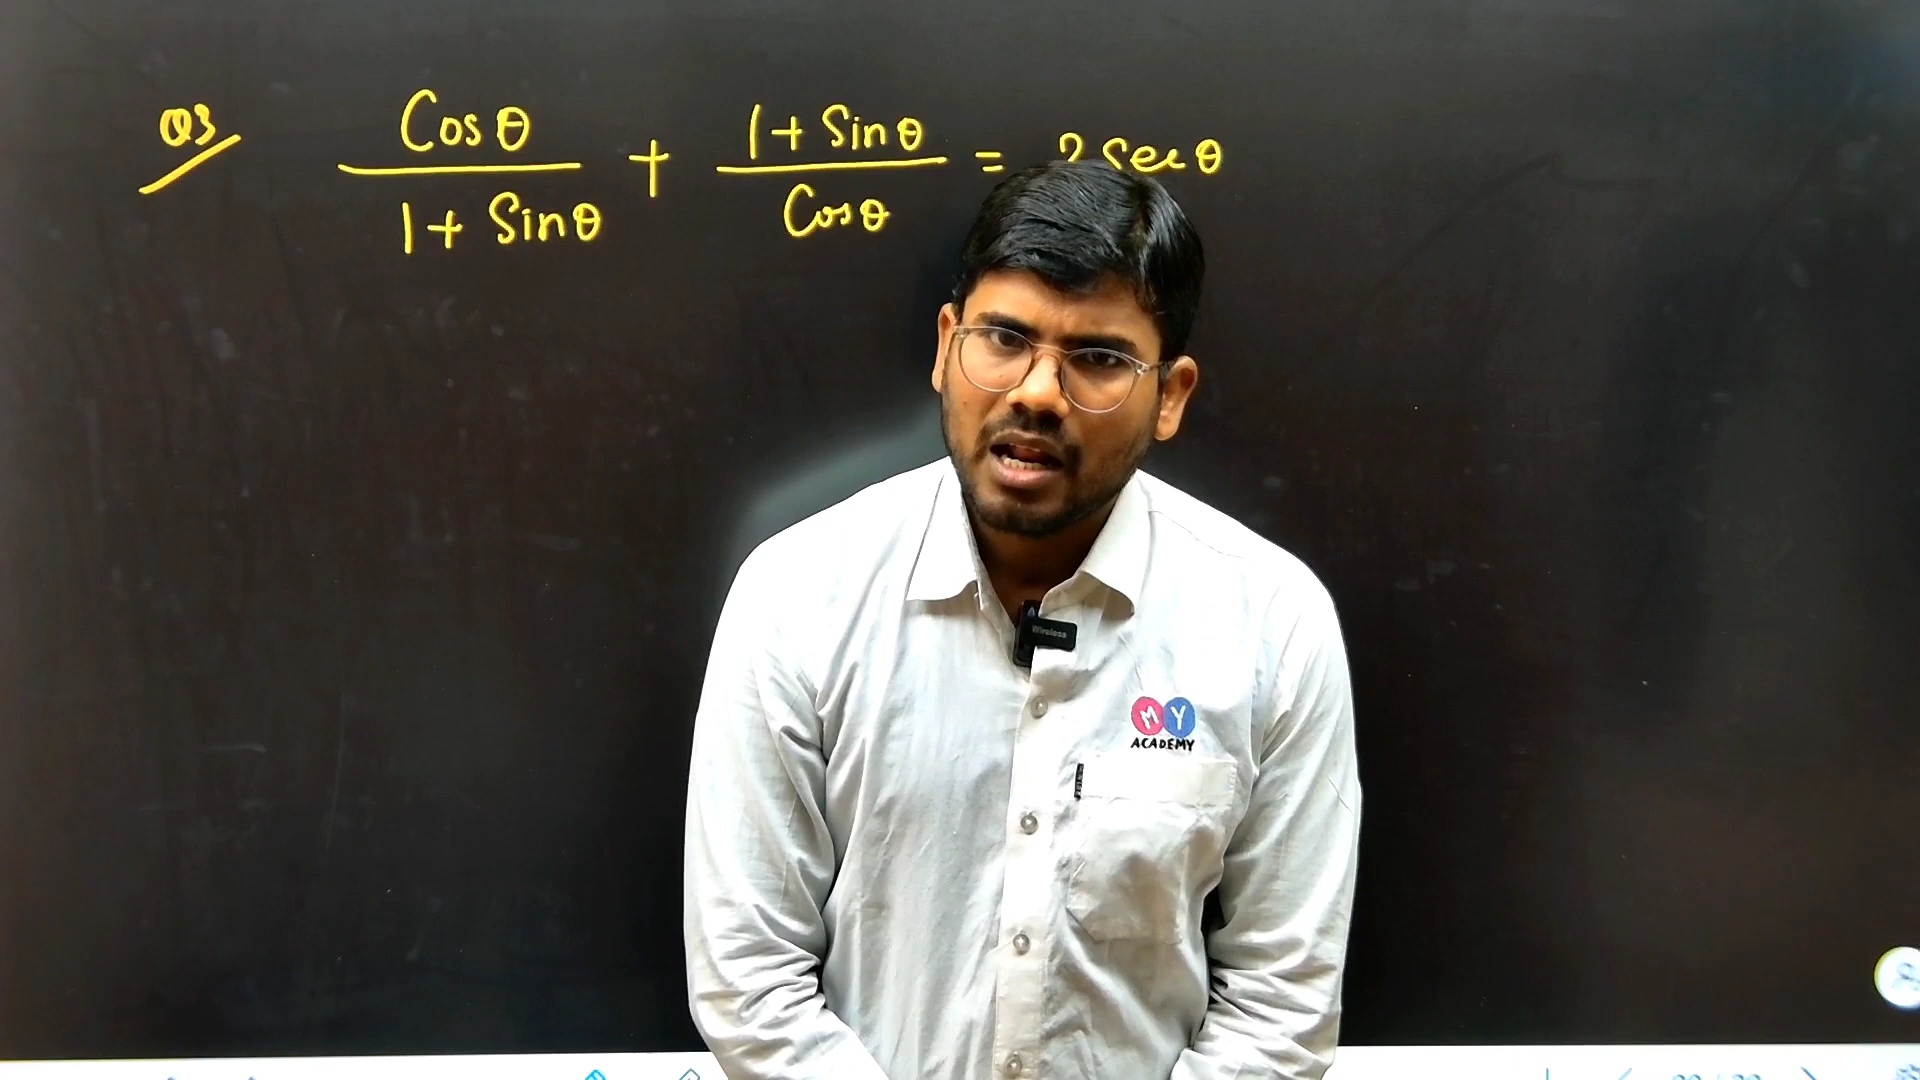 Q3 Cosθ / 1 + Sinθ + 1 + Sinθ / Cosθ = 2 Secθ
Wireless
MY
ACADEMY